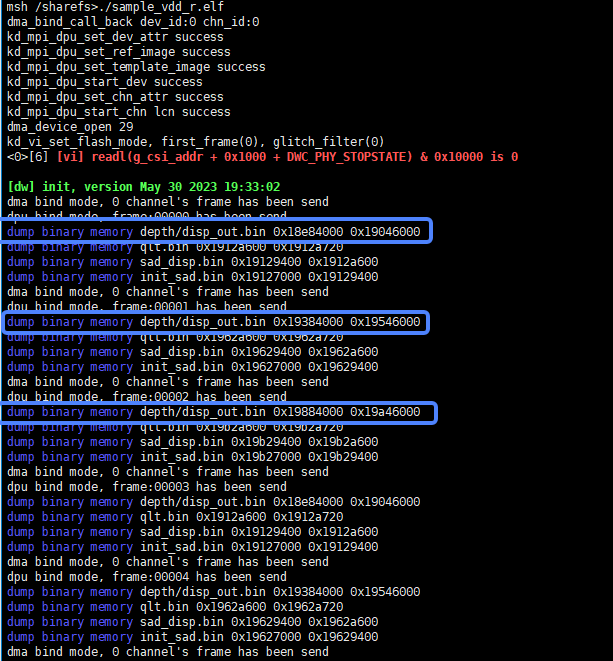 msh /sharefs>./sample_vdd_r.elf
dma_bind_call_back dev_id:0 chn_id:0
kd_mpi_dpu_set_dev_attr success
kd_mpi_dpu_set_ref_image success
kd_mpi_dpu_set_template_image success
kd_mpi_dpu_start_dev success
kd_mpi_dpu_set_chn_attr success
kd_mpi_dpu_start_chn lcn success
dma_device_open 29
kd_vi_set_flash_mode, first_frame(0), glitch_filter(0)
<0>[6] [vi] readl(g_csi_addr + 0x1000 + DWC_PHY_STOPSTATE) & 0x10000 is 0
[dw] init, version May 30 2023 19:33:02
dma bind mode, 0 channel's frame has been send
dpu bind mode, frame:00000 has been send
dump binary memory depth/disp_out.bin 0x18e84000 0x19046000
dump binary memory qlt.bin 0x1912a600 0x1912a720
dump binary memory sad_disp.bin 0x19129400 0x1912a600
dump binary memory init_sad.bin 0x19127000 0x19129400
dma bind mode, 0 channel's frame has been send
dpu bind mode, frame:00001 has been send
dump binary memory depth/disp_out.bin 0x19384000 0x19546000
dump binary memory qlt.bin 0x1962a600 0x1962a720
dump binary memory sad_disp.bin 0x19629400 0x1962a600
dump binary memory init_sad.bin 0x19627000 0x19629400
dma bind mode, 0 channel's frame has been send
dpu bind mode, frame:00002 has been send
dump binary memory depth/disp_out.bin 0x19884000 0x19a46000
dump binary memory qlt.bin 0x19b2a600 0x19b2a720
dump binary memory sad_disp.bin 0x19b29400 0x19b2a600
dump binary memory init_sad.bin 0x19b27000 0x19b29400
dma bind mode, 0 channel's frame has been send
dpu bind mode, frame:00003 has been send
dump binary memory depth/disp_out.bin 0x18e84000 0x19046000
dump binary memory qlt.bin 0x1912a600 0x1912a720
dump binary memory sad_disp.bin 0x19129400 0x1912a600
dump binary memory init_sad.bin 0x19127000 0x19129400
dma bind mode, 0 channel's frame has been send
dpu bind mode, frame:00004 has been send
dump binary memory depth/disp_out.bin 0x19384000 0x19546000
dump binary memory qlt.bin 0x1962a600 0x1962a720
dump binary memory sad_disp.bin 0x19629400 0x1962a600
dump binary memory init_sad.bin 0x19627000 0x19629400
dma bind mode, 0 channel's frame has been send